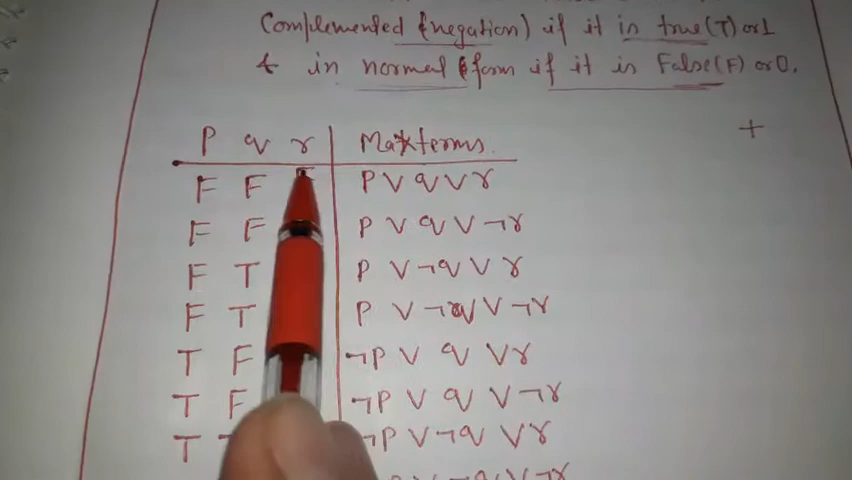 Complemented (negation) if it in true(T) or 1
& in normal form if it is False(F) or 0.
P q r Maxterms.
F F F P ∨ q ∨ r
F F P ∨ q ∨ ¬r
F T P ∨ ¬q ∨ r
F T P ∨ ¬q ∨ ¬r
T F ¬P ∨ q ∨ r
T F ¬P ∨ q ∨ ¬r
T ¬P ∨ ¬q ∨ r
∨ ¬q ∨ ¬r